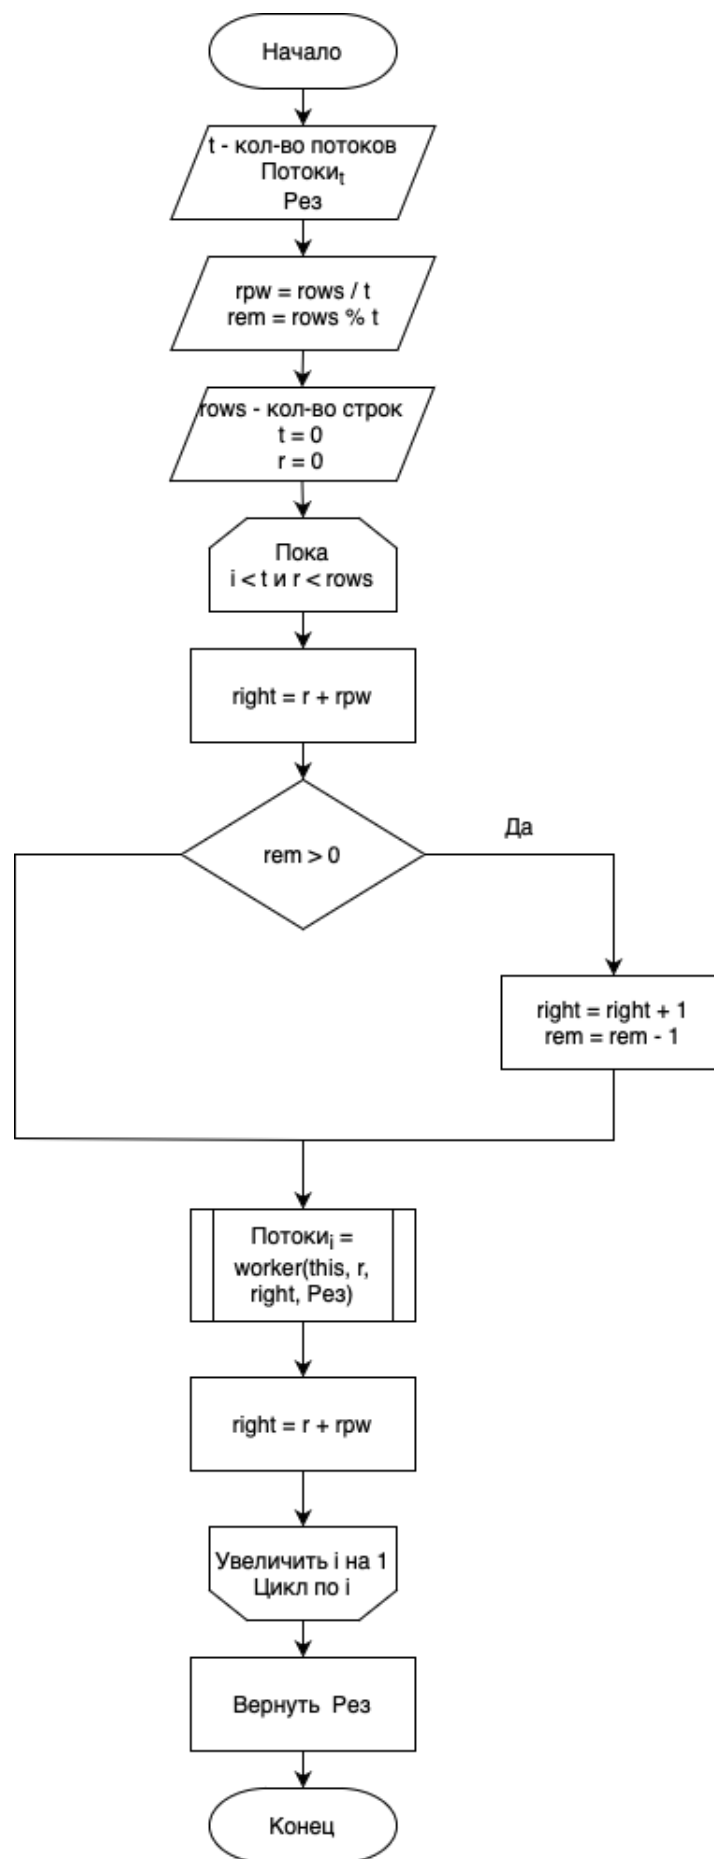 Начало
t - кол-во потоков
Потокиt
Рез
rpw = rows / t
rem = rows % t
rows - кол-во строк
t = 0
r = 0
Пока
i < t и r < rows
right = r + rpw
rem > 0
Да
right = right + 1
rem = rem - 1
Потокиi =
worker(this, r,
right, Рез)
right = r + rpw
Увеличить i на 1
Цикл по i
Вернуть Рез
Конец